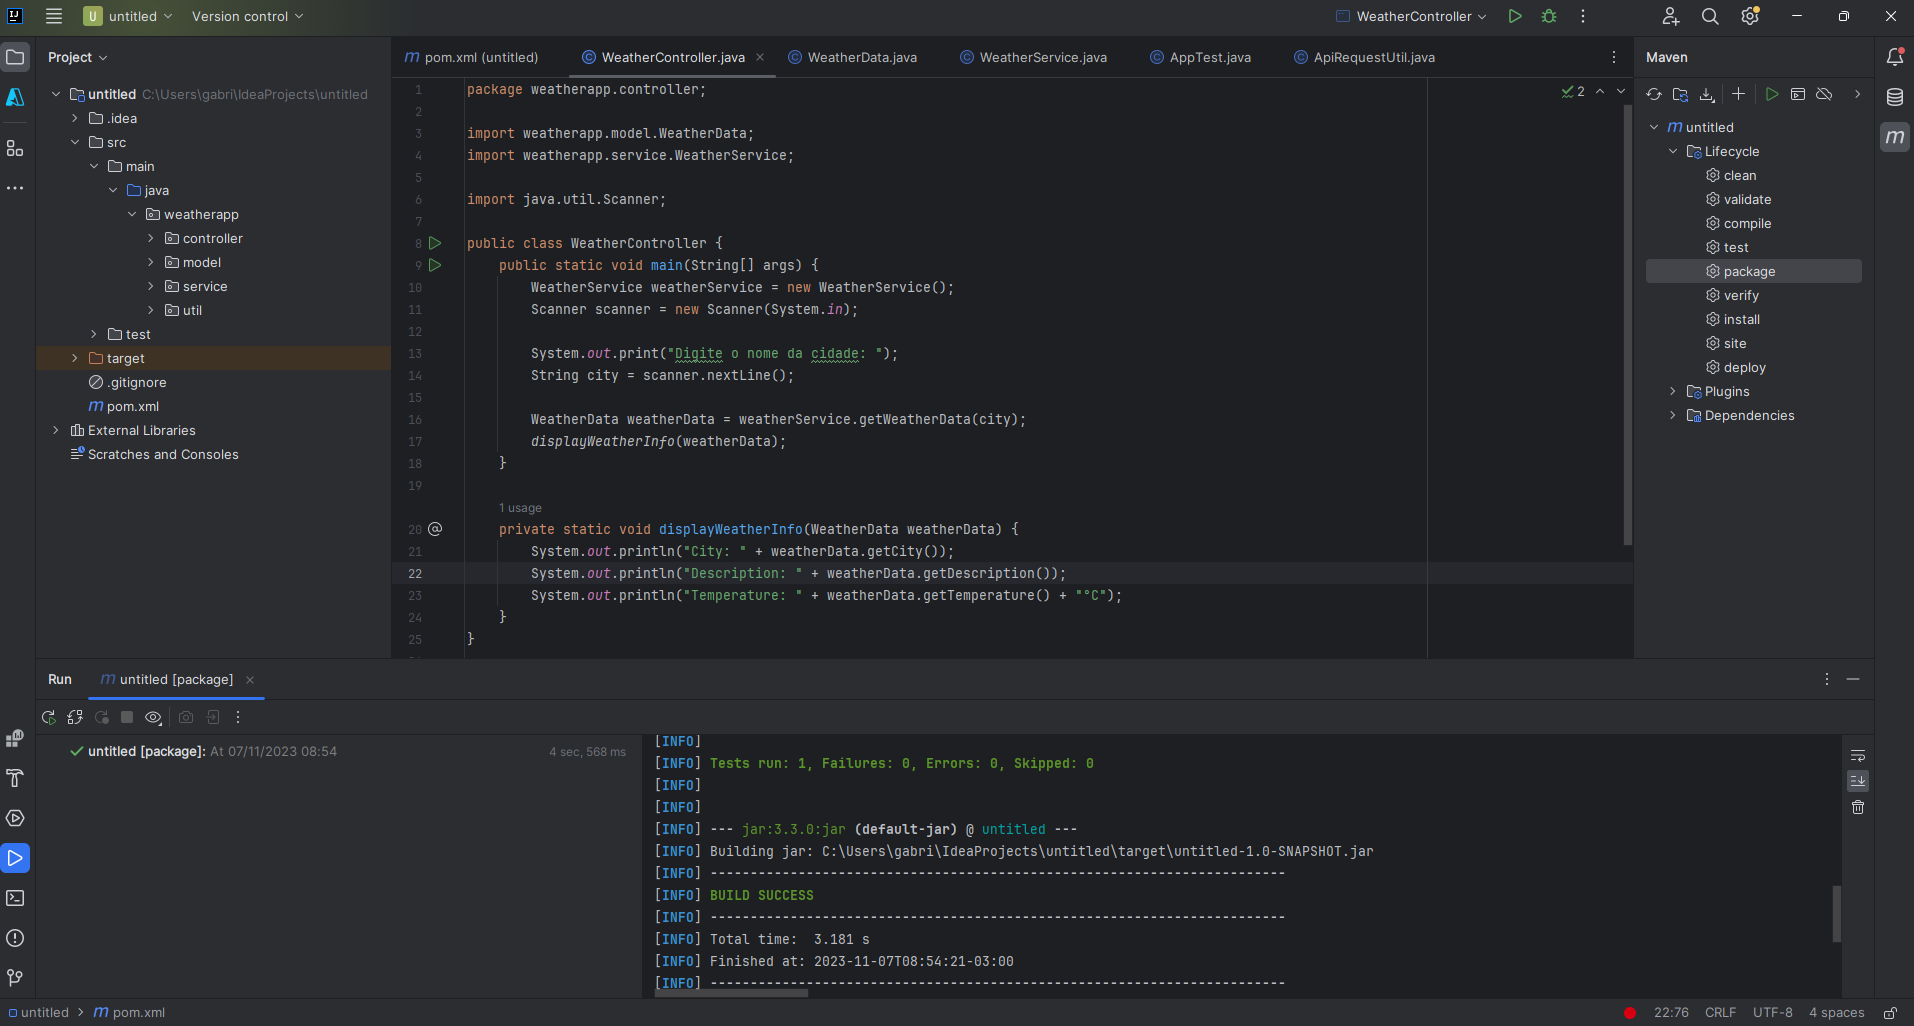 U untitled Version control WeatherController
Project
untitled C:\Users\gabri\IdeaProjects\untitled
.idea
src
main
java
weatherapp
controller
model
service
util
test
target
.gitignore
m pom.xml
External Libraries
Scratches and Consoles
m pom.xml (untitled) WeatherController.java WeatherData.java WeatherService.java AppTest.java ApiRequestUtil.java
2
1 package weatherapp.controller;
2
3 import weatherapp.model.WeatherData;
4 import weatherapp.service.WeatherService;
5
6 import java.util.Scanner;
7
8 public class WeatherController {
9 public static void main(String[] args) {
10 WeatherService weatherService = new WeatherService();
11 Scanner scanner = new Scanner(System.in);
12
13 System.out.print("Digite o nome da cidade: ");
14 String city = scanner.nextLine();
15
16 WeatherData weatherData = weatherService.getWeatherData(city);
17 displayWeatherInfo(weatherData);
18 }
19
1 usage
20 private static void displayWeatherInfo(WeatherData weatherData) {
21 System.out.println("City: " + weatherData.getCity());
22 System.out.println("Description: " + weatherData.getDescription());
23 System.out.println("Temperature: " + weatherData.getTemperature() + "°C");
24 }
25 }
Maven
m untitled
Lifecycle
clean
validate
compile
test
package
verify
install
site
deploy
Plugins
Dependencies
Run m untitled [package]
untitled [package]: At 07/11/2023 08:54 4 sec, 568 ms
[INFO]
[INFO] Tests run: 1, Failures: 0, Errors: 0, Skipped: 0
[INFO]
[INFO]
[INFO] --- jar:3.3.0:jar (default-jar) @ untitled ---
[INFO] Building jar: C:\Users\gabri\IdeaProjects\untitled\target\untitled-1.0-SNAPSHOT.jar
[INFO] ------------------------------------------------------------------------
[INFO] BUILD SUCCESS
[INFO] ------------------------------------------------------------------------
[INFO] Total time:  3.181 s
[INFO] Finished at: 2023-11-07T08:54:21-03:00
[INFO] ------------------------------------------------------------------------
untitled m pom.xml 22:76 CRLF UTF-8 4 spaces